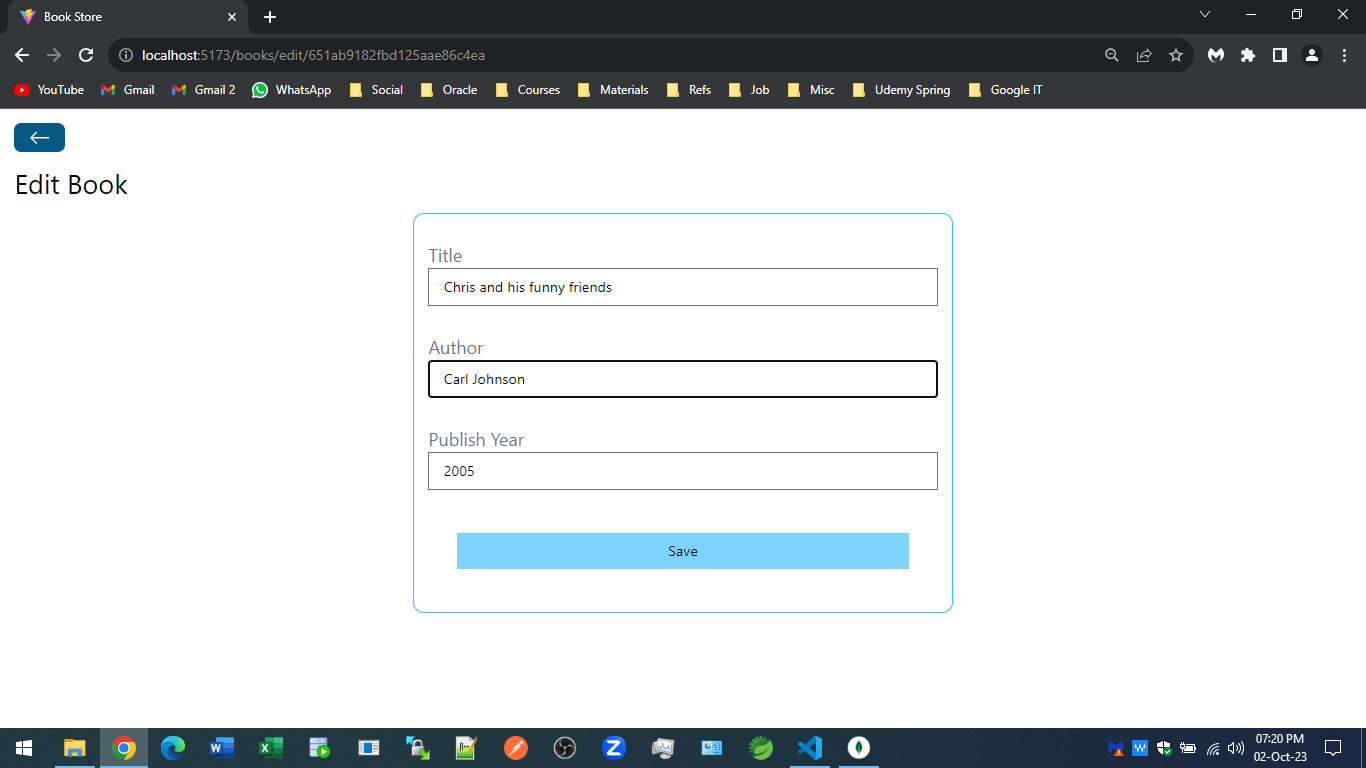 Book Store
localhost:5173/books/edit/651ab9182fbd125aae86c4ea
YouTube Gmail Gmail 2 WhatsApp Social Oracle Courses Materials Refs Job Misc Udemy Spring Google IT
Edit Book
Title
Chris and his funny friends
Author
Carl Johnson
Publish Year
2005
Save
07:20 PM
02-Oct-23